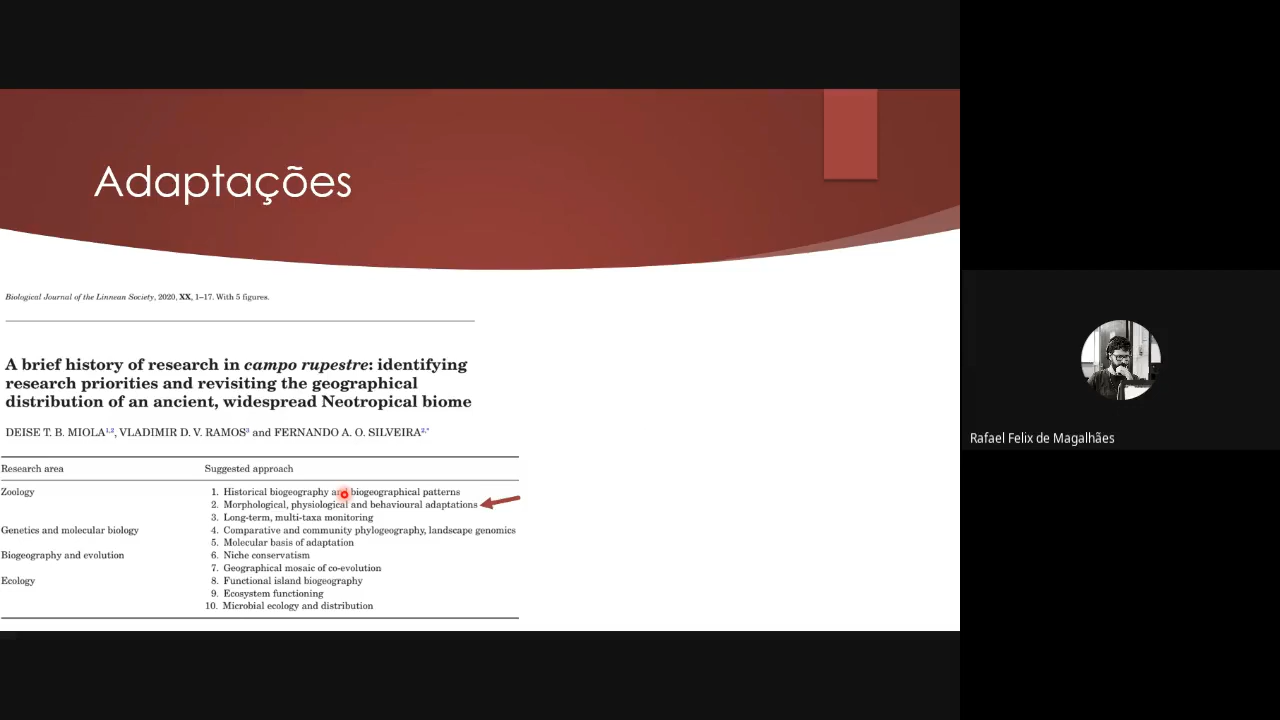 Adaptações
Biological Journal of the Linnean Society, 2020, XX, 1–17. With 5 figures.
A brief history of research in campo rupestre: identifying
research priorities and revisiting the geographical
distribution of an ancient, widespread Neotropical biome
DEISE T. B. MIOLA1,2, VLADIMIR D. V. RAMOS3 and FERNANDO A. O. SILVEIRA2,*
Research area Suggested approach
Zoology 1. Historical biogeography and biogeographical patterns
2. Morphological, physiological and behavioural adaptations
3. Long-term, multi-taxa monitoring
Genetics and molecular biology 4. Comparative and community phylogeography, landscape genomics
5. Molecular basis of adaptation
Biogeography and evolution 6. Niche conservatism
7. Geographical mosaic of co-evolution
Ecology 8. Functional island biogeography
9. Ecosystem functioning
10. Microbial ecology and distribution
Rafael Felix de Magalhães